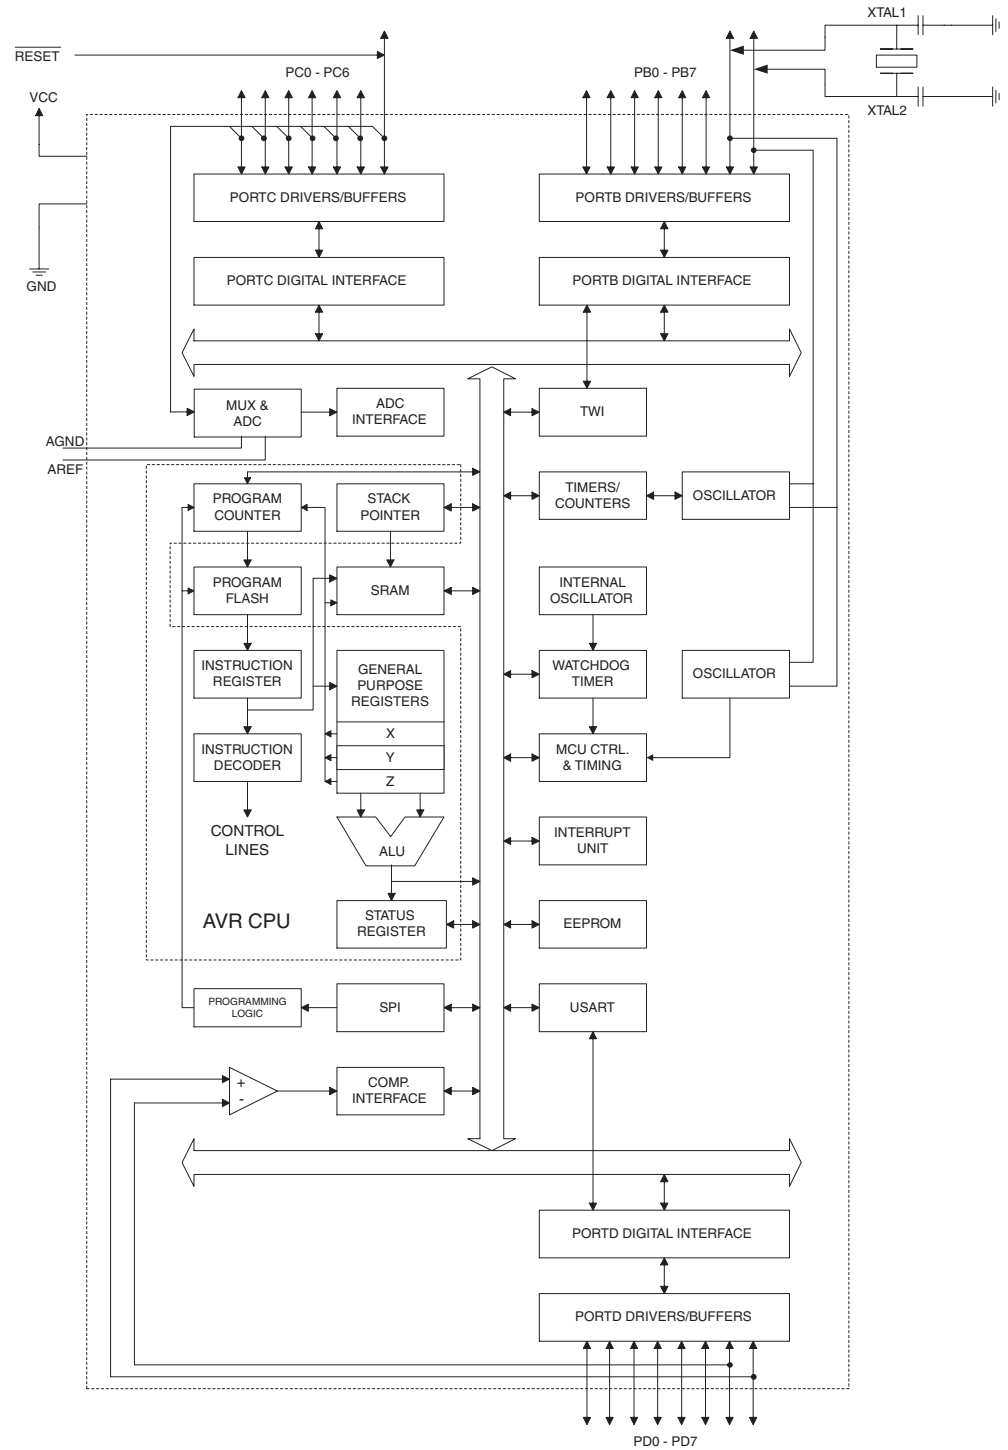 XTAL1
RESET
PC0 - PC6
PB0 - PB7
VCC
XTAL2
PORTC DRIVERS/BUFFERS
PORTB DRIVERS/BUFFERS
GND
PORTC DIGITAL INTERFACE
PORTB DIGITAL INTERFACE
MUX &
ADC
ADC
INTERFACE
TWI
AGND
AREF
PROGRAM
COUNTER
STACK
POINTER
TIMERS/
COUNTERS
OSCILLATOR
PROGRAM
FLASH
SRAM
INTERNAL
OSCILLATOR
INSTRUCTION
REGISTER
GENERAL
PURPOSE
REGISTERS
WATCHDOG
TIMER
OSCILLATOR
X
INSTRUCTION
DECODER
Y
Z
MCU CTRL.
& TIMING
CONTROL
LINES
ALU
INTERRUPT
UNIT
AVR CPU
STATUS
REGISTER
EEPROM
PROGRAMMING
LOGIC
SPI
USART
+
-
COMP.
INTERFACE
PORTD DIGITAL INTERFACE
PORTD DRIVERS/BUFFERS
PD0 - PD7